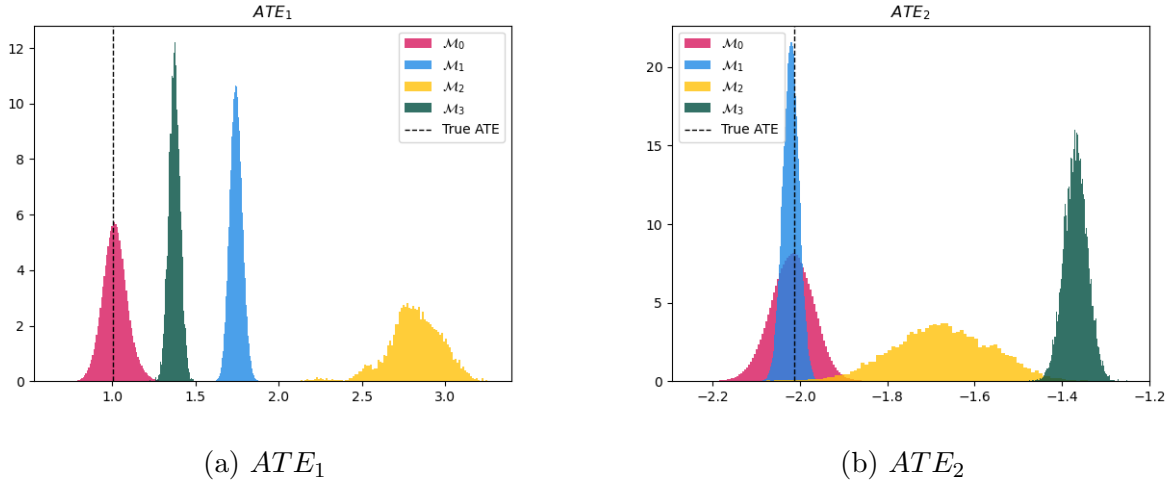 ATE₁
12
10
8
6
4
2
0
1.0 1.5 2.0 2.5 3.0
ℳ₀
ℳ₁
ℳ₂
ℳ₃
True ATE
(a) ATE₁
ATE₂
20
15
10
5
0
−2.2 −2.0 −1.8 −1.6 −1.4 −1.2
ℳ₀
ℳ₁
ℳ₂
ℳ₃
True ATE
(b) ATE₂